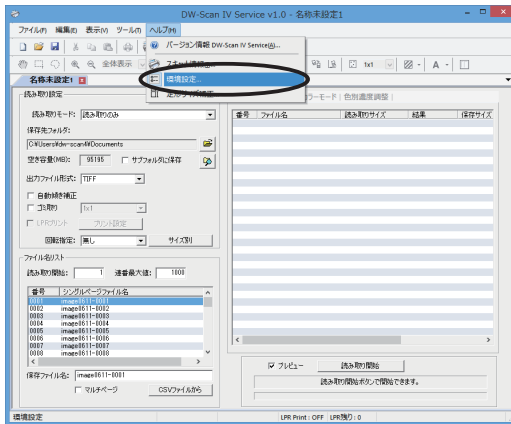 DW-Scan IV Service v1.0 - 名称未設定1
ファイル(F) 編集(E) 表示(V) ツール(T) ヘルプ(H)
バージョン情報 DW-Scan IV Service(A)...
環境設定...
全体表示
1x1
A
名称未設定1
読み取り設定
読み取りモード: 読み取りのみ
保存先フォルダ:
C:¥Users¥dw-scan4¥Documents
空き容量(MB): 95195 サブフォルダに保存
出力ファイル形式: TIFF
自動傾き補正
ゴミ取り 1x1
LPRプリント プリント設定
回転指定: 無し サイズ別
ファイル名リスト
読み取り開始: 1 連番最大値: 1000
番号 シングルページファイル名
0001 image0611-0001
0002 image0611-0002
0003 image0611-0003
0004 image0611-0004
0005 image0611-0005
0006 image0611-0006
0007 image0611-0007
0008 image0611-0008
保存ファイル名: image0611-0001
マルチページ CSVファイルから
ラーモード 色別濃度調整
番号 ファイル名 読み取りサイズ 結果 保存サイズ
プレビュー 読み取り開始
読み取り開始ボタンで開始できます。
環境設定 LPR Print : OFF LPR残り : 0